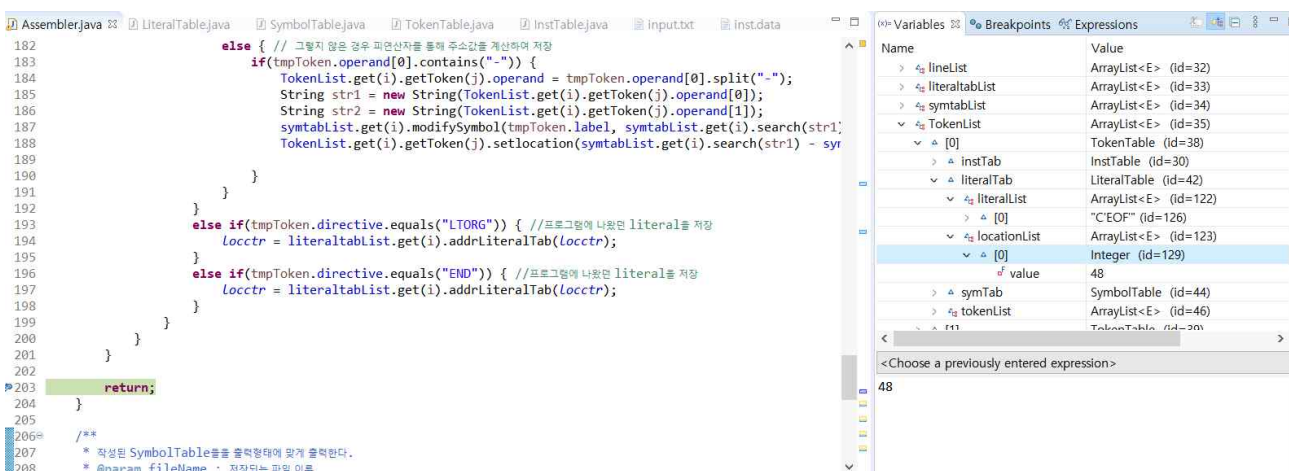 Assembler.java LiteralTable.java SymbolTable.java TokenTable.java InstTable.java input.txt inst.data
182 else { // 그렇지 않은 경우 피연산자를 통해 주소값을 계산하여 저장
183 if(tmpToken.operand[0].contains("-")) {
184 TokenList.get(i).getToken(j).operand = tmpToken.operand[0].split("-");
185 String str1 = new String(TokenList.get(i).getToken(j).operand[0]);
186 String str2 = new String(TokenList.get(i).getToken(j).operand[1]);
187 symtabList.get(i).modifySymbol(tmpToken.label, symtabList.get(i).search(str1)
188 TokenList.get(i).getToken(j).setlocation(symtabList.get(i).search(str1) - sym
189
190 }
191 }
192 }
193 else if(tmpToken.directive.equals("LTORG")) { //프로그램에 나왔던 literal을 저장
194 locctr = literaltabList.get(i).addrLiteralTab(locctr);
195 }
196 else if(tmpToken.directive.equals("END")) { //프로그램에 나왔던 literal을 저장
197 locctr = literaltabList.get(i).addrLiteralTab(locctr);
198 }
199 }
200 }
201 }
202
203 return;
204 }
205
206 /**
207 * 작성된 SymbolTable들을 출력형태에 맞게 출력한다.
208 * @param fileName : 저장되는 파일 이름
(x)= Variables Breakpoints Expressions
Name Value
lineList ArrayList<E> (id=32)
literaltabList ArrayList<E> (id=33)
symtabList ArrayList<E> (id=34)
TokenList ArrayList<E> (id=35)
[0] TokenTable (id=38)
instTab InstTable (id=30)
literalTab LiteralTable (id=42)
literalList ArrayList<E> (id=122)
[0] "C'EOF'" (id=126)
locationList ArrayList<E> (id=123)
[0] Integer (id=129)
value 48
symTab SymbolTable (id=44)
tokenList ArrayList<E> (id=46)
[1] TokenTable (id=39)
<Choose a previously entered expression>
48